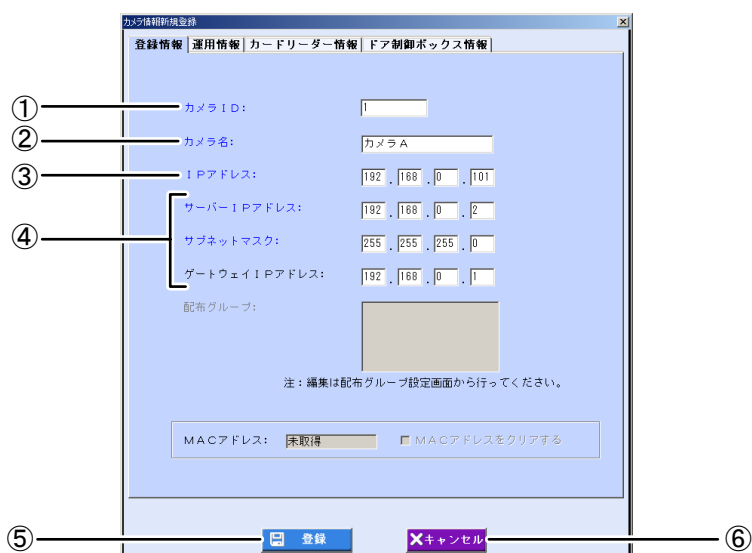 カメラ情報新規登録
登録情報 運用情報 カードリーダー情報 ドア制御ボックス情報
① カメラID: 1
② カメラ名: カメラA
③ IPアドレス: 192 . 168 . 0 . 101
サーバーIPアドレス: 192 . 168 . 0 . 2
④ サブネットマスク: 255 . 255 . 255 . 0
ゲートウェイIPアドレス: 192 . 168 . 0 . 1
配布グループ:
注：編集は配布グループ設定画面から行ってください。
MACアドレス: 未取得 MACアドレスをクリアする
⑤ 登録 キャンセル ⑥